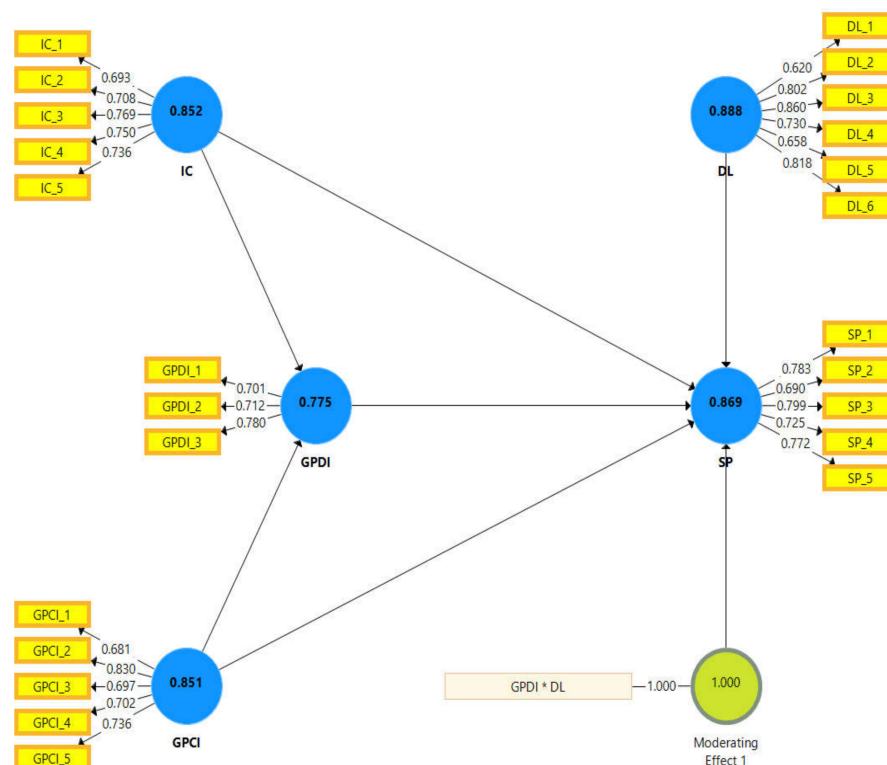 IC_1
IC_2
IC_3
IC_4
IC_5
0.693
0.708
0.769
0.750
0.736
0.852
IC
DL_1
DL_2
DL_3
DL_4
DL_5
DL_6
0.620
0.802
0.860
0.730
0.658
0.818
0.888
DL
GPDI_1
GPDI_2
GPDI_3
0.701
0.712
0.780
0.775
GPDI
SP_1
SP_2
SP_3
SP_4
SP_5
0.783
0.690
0.799
0.725
0.772
0.869
SP
GPCI_1
GPCI_2
GPCI_3
GPCI_4
GPCI_5
0.681
0.830
0.697
0.702
0.736
0.851
GPCI
GPDI * DL
1.000
1.000
Moderating
Effect 1